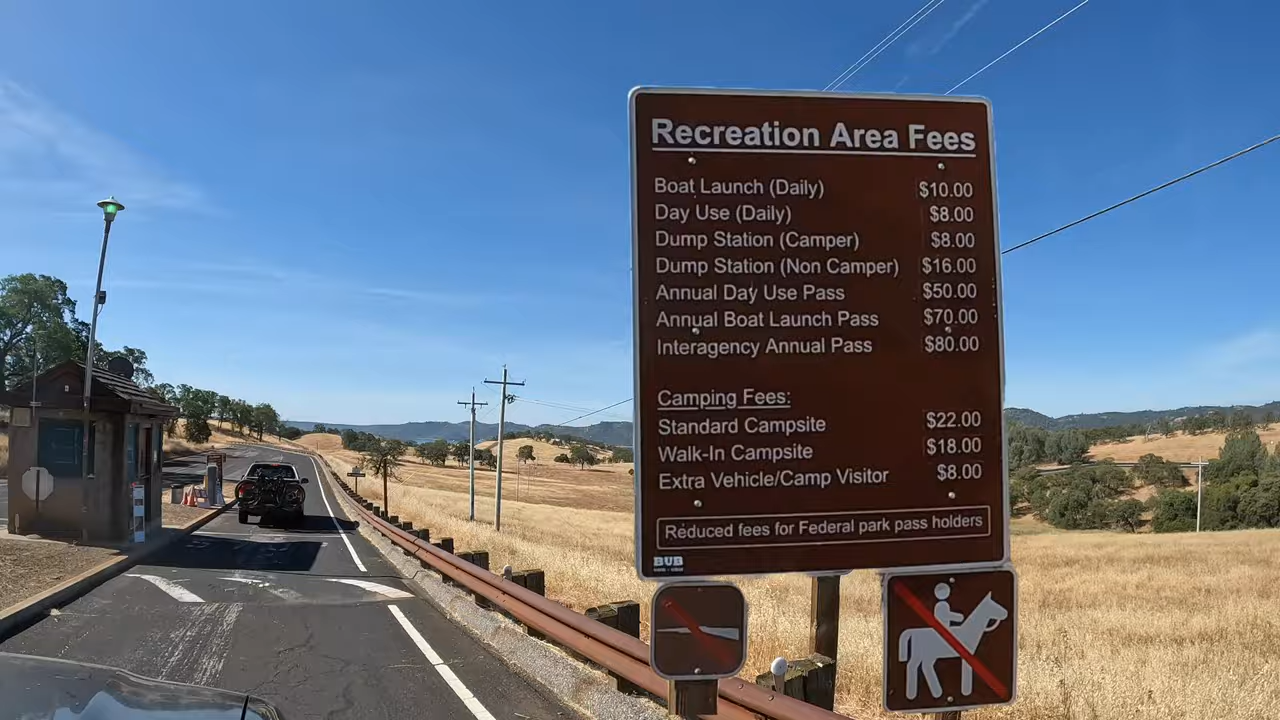 Recreation Area Fees
Boat Launch (Daily) $10.00
Day Use (Daily) $8.00
Dump Station (Camper) $8.00
Dump Station (Non Camper) $16.00
Annual Day Use Pass $50.00
Annual Boat Launch Pass $70.00
Interagency Annual Pass $80.00
Camping Fees:
Standard Campsite $22.00
Walk-In Campsite $18.00
Extra Vehicle/Camp Visitor $8.00
Reduced fees for Federal park pass holders
BUB